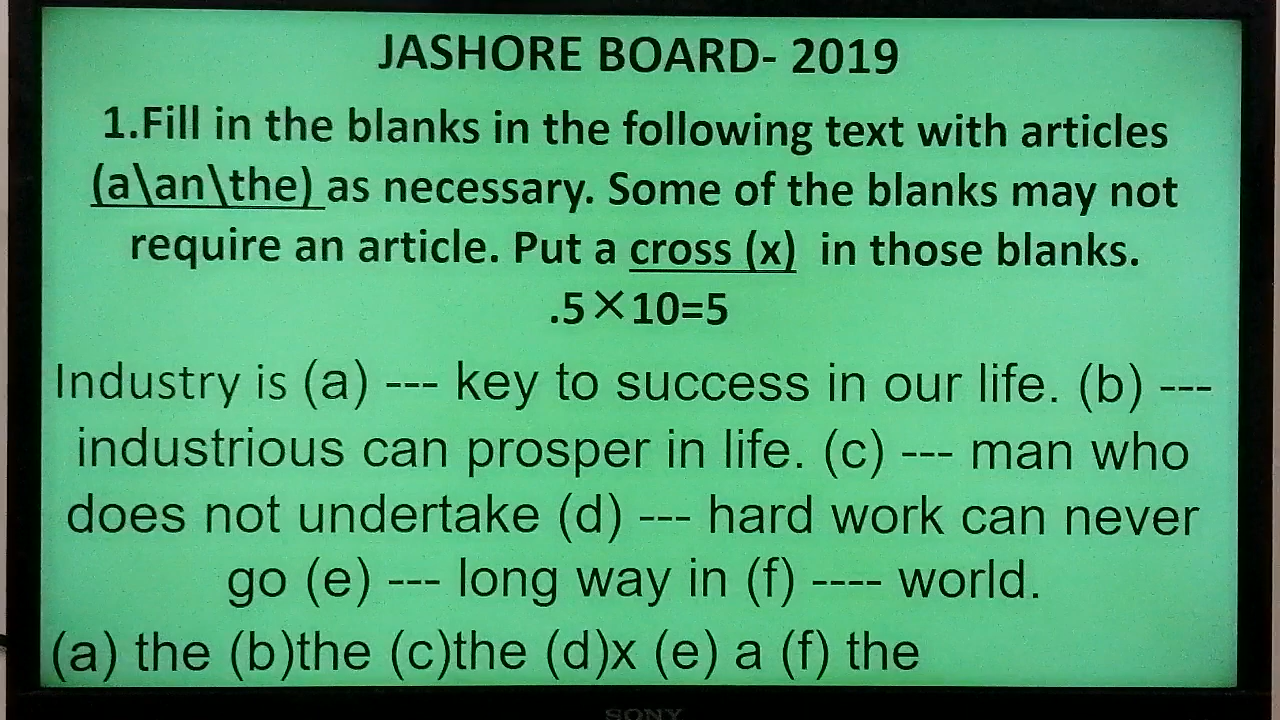 JASHORE BOARD- 2019
1.Fill in the blanks in the following text with articles
(a\an\the) as necessary. Some of the blanks may not
require an article. Put a cross (x) in those blanks.
.5×10=5
Industry is (a) --- key to success in our life. (b) ---
industrious can prosper in life. (c) --- man who
does not undertake (d) --- hard work can never
go (e) --- long way in (f) ---- world.
(a) the (b)the (c)the (d)x (e) a (f) the
SONY